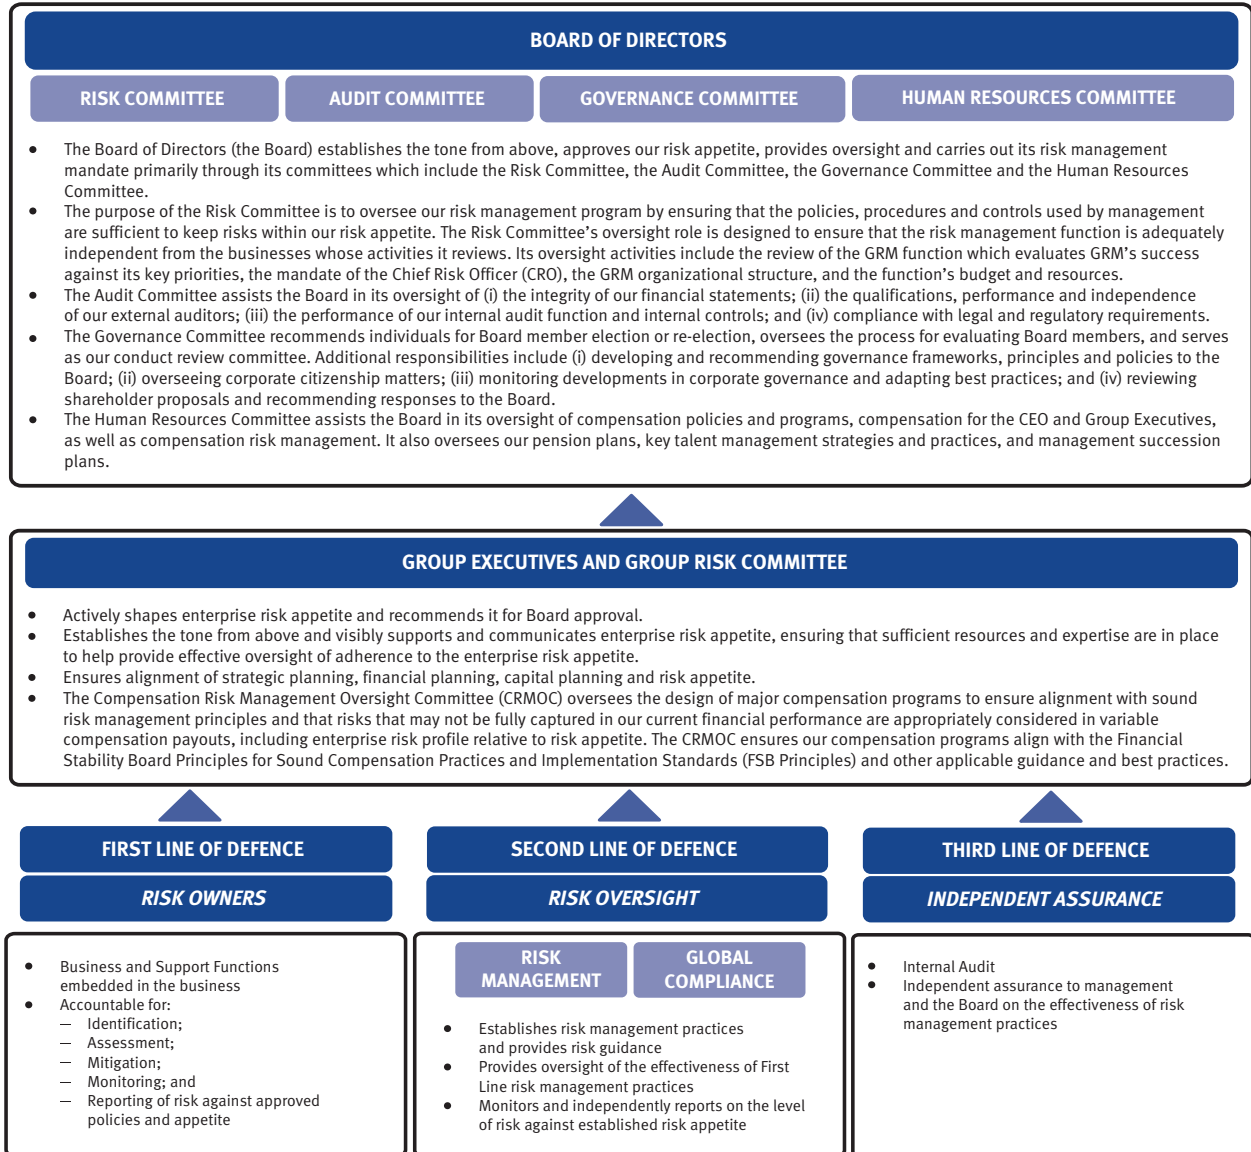 BOARD OF DIRECTORS
RISK COMMITTEE
AUDIT COMMITTEE
GOVERNANCE COMMITTEE
HUMAN RESOURCES COMMITTEE
• The Board of Directors (the Board) establishes the tone from above, approves our risk appetite, provides oversight and carries out its risk management
mandate primarily through its committees which include the Risk Committee, the Audit Committee, the Governance Committee and the Human Resources
Committee.
• The purpose of the Risk Committee is to oversee our risk management program by ensuring that the policies, procedures and controls used by management
are sufficient to keep risks within our risk appetite. The Risk Committee's oversight role is designed to ensure that the risk management function is adequately
independent from the businesses whose activities it reviews. Its oversight activities include the review of the GRM function which evaluates GRM's success
against its key priorities, the mandate of the Chief Risk Officer (CRO), the GRM organizational structure, and the function's budget and resources.
• The Audit Committee assists the Board in its oversight of (i) the integrity of our financial statements; (ii) the qualifications, performance and independence
of our external auditors; (iii) the performance of our internal audit function and internal controls; and (iv) compliance with legal and regulatory requirements.
• The Governance Committee recommends individuals for Board member election or re-election, oversees the process for evaluating Board members, and serves
as our conduct review committee. Additional responsibilities include (i) developing and recommending governance frameworks, principles and policies to the
Board; (ii) overseeing corporate citizenship matters; (iii) monitoring developments in corporate governance and adapting best practices; and (iv) reviewing
shareholder proposals and recommending responses to the Board.
• The Human Resources Committee assists the Board in its oversight of compensation policies and programs, compensation for the CEO and Group Executives,
as well as compensation risk management. It also oversees our pension plans, key talent management strategies and practices, and management succession
plans.
GROUP EXECUTIVES AND GROUP RISK COMMITTEE
• Actively shapes enterprise risk appetite and recommends it for Board approval.
• Establishes the tone from above and visibly supports and communicates enterprise risk appetite, ensuring that sufficient resources and expertise are in place
to help provide effective oversight of adherence to the enterprise risk appetite.
• Ensures alignment of strategic planning, financial planning, capital planning and risk appetite.
• The Compensation Risk Management Oversight Committee (CRMOC) oversees the design of major compensation programs to ensure alignment with sound
risk management principles and that risks that may not be fully captured in our current financial performance are appropriately considered in variable
compensation payouts, including enterprise risk profile relative to risk appetite. The CRMOC ensures our compensation programs align with the Financial
Stability Board Principles for Sound Compensation Practices and Implementation Standards (FSB Principles) and other applicable guidance and best practices.
FIRST LINE OF DEFENCE
RISK OWNERS
• Business and Support Functions
embedded in the business
• Accountable for:
– Identification;
– Assessment;
– Mitigation;
– Monitoring; and
– Reporting of risk against approved
policies and appetite
SECOND LINE OF DEFENCE
RISK OVERSIGHT
RISK
MANAGEMENT
GLOBAL
COMPLIANCE
• Establishes risk management practices
and provides risk guidance
• Provides oversight of the effectiveness of First
Line risk management practices
• Monitors and independently reports on the level
of risk against established risk appetite
THIRD LINE OF DEFENCE
INDEPENDENT ASSURANCE
• Internal Audit
• Independent assurance to management
and the Board on the effectiveness of risk
management practices